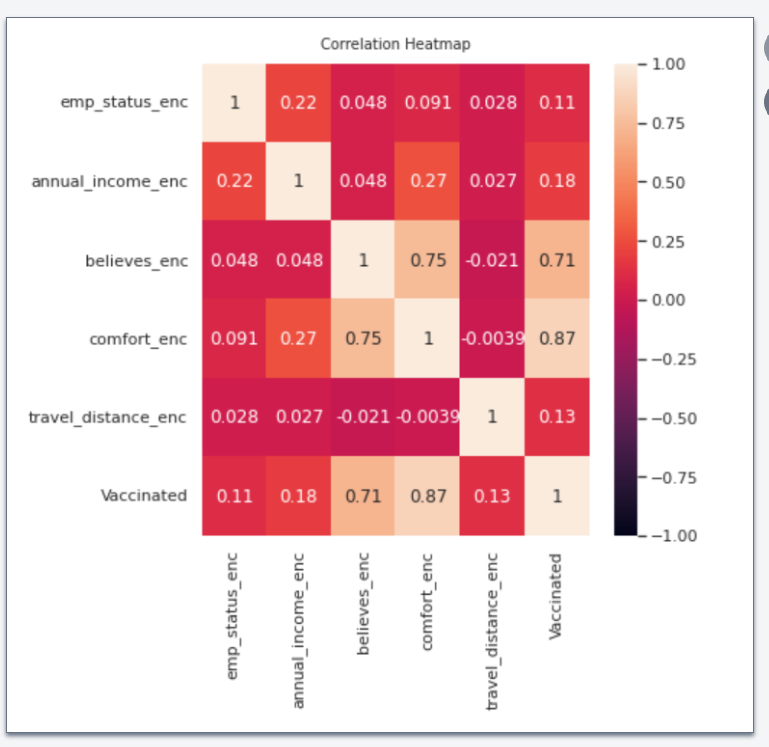 Correlation Heatmap
emp_status_enc 1 0.22 0.048 0.091 0.028 0.11
annual_income_enc 0.22 1 0.048 0.27 0.027 0.18
believes_enc 0.048 0.048 1 0.75 -0.021 0.71
comfort_enc 0.091 0.27 0.75 1 -0.0039 0.87
travel_distance_enc 0.028 0.027 -0.021 -0.0039 1 0.13
Vaccinated 0.11 0.18 0.71 0.87 0.13 1
emp_status_enc
annual_income_enc
believes_enc
comfort_enc
travel_distance_enc
Vaccinated
1.00
0.75
0.50
0.25
0.00
−0.25
−0.50
−0.75
−1.00